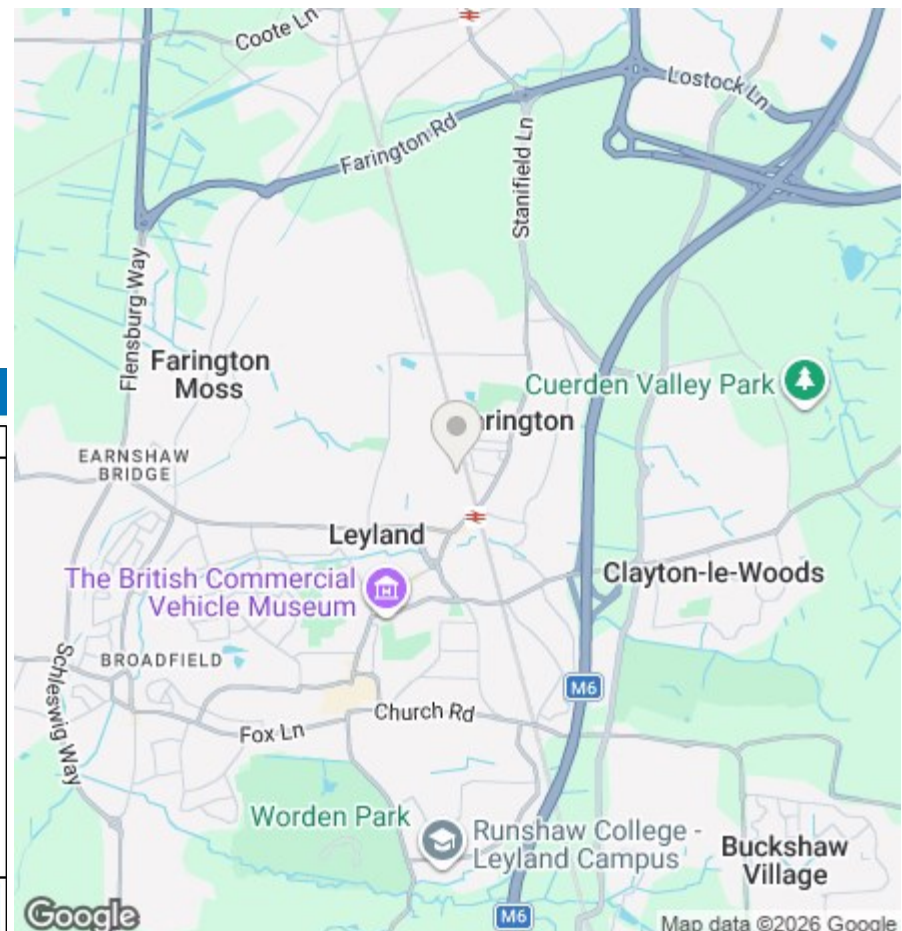 Coote Ln
Lostock Ln
Farington Rd
Stanifield Ln
Flensburg Way
Farington
Moss
Cuerden Valley Park
arington
EARNSHAW
BRIDGE
Leyland
The British Commercial
Vehicle Museum
Clayton-le-Woods
BROADFIELD
Schleswig Way
M6
Church Rd
Fox Ln
Worden Park
Runshaw College -
Leyland Campus
Buckshaw
Village
Google
M6
Map data ©2026 Google